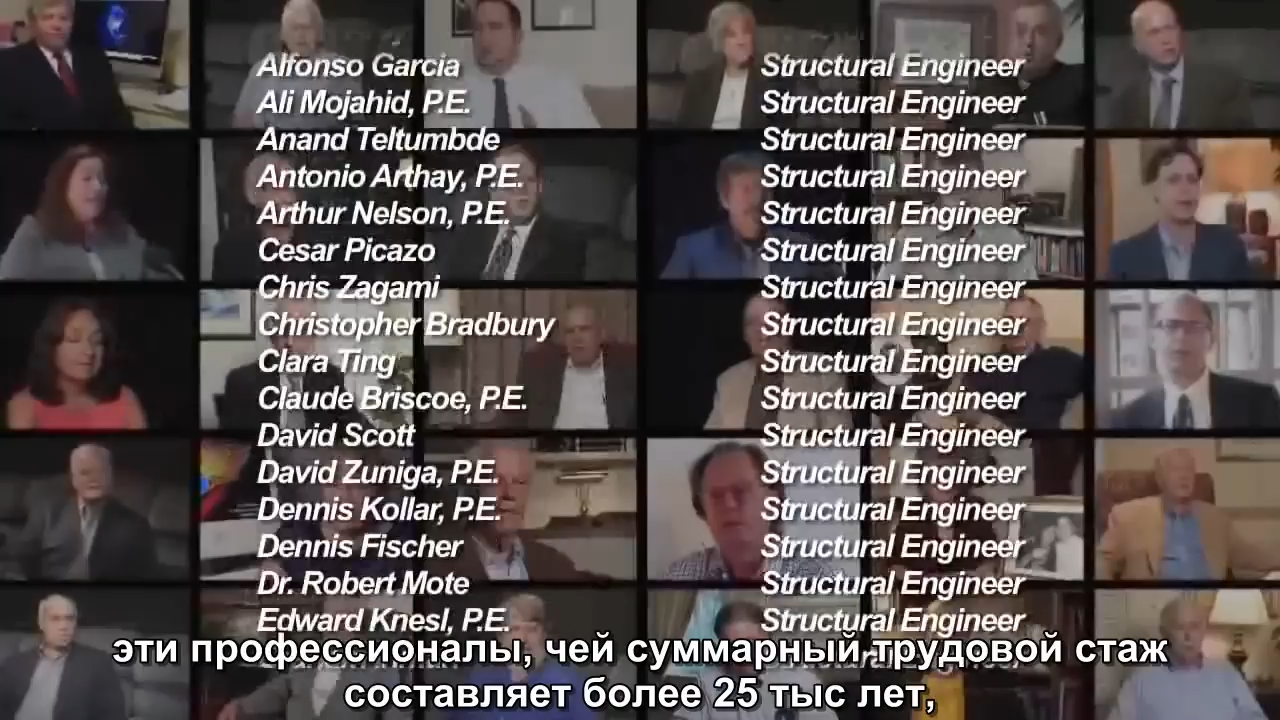 Alfonso Garcia Structural Engineer
Ali Mojahid, P.E. Structural Engineer
Anand Teltumbde Structural Engineer
Antonio Arthay, P.E. Structural Engineer
Arthur Nelson, P.E. Structural Engineer
Cesar Picazo Structural Engineer
Chris Zagami Structural Engineer
Christopher Bradbury Structural Engineer
Clara Ting Structural Engineer
Claude Briscoe, P.E. Structural Engineer
David Scott Structural Engineer
David Zuniga, P.E. Structural Engineer
Dennis Kollar, P.E. Structural Engineer
Dennis Fischer Structural Engineer
Dr. Robert Mote Structural Engineer
Edward Knesl, P.E. Structural Engineer
эти профессионалы, чей суммарный трудовой стаж
составляет более 25 тыс лет,